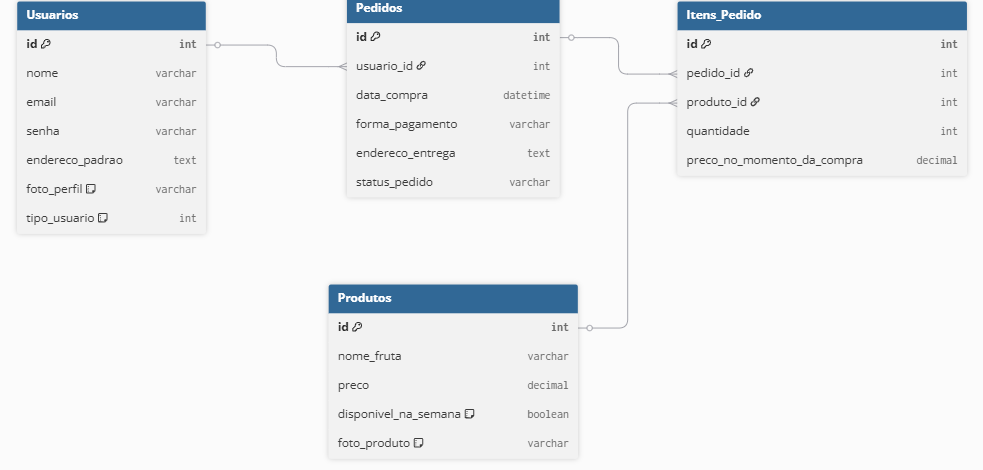 Usuarios
id int
nome varchar
email varchar
senha varchar
endereco_padrao text
foto_perfil varchar
tipo_usuario int
Pedidos
id int
usuario_id int
data_compra datetime
forma_pagamento varchar
endereco_entrega text
status_pedido varchar
Itens_Pedido
id int
pedido_id int
produto_id int
quantidade int
preco_no_momento_da_compra decimal
Produtos
id int
nome_fruta varchar
preco decimal
disponivel_na_semana boolean
foto_produto varchar